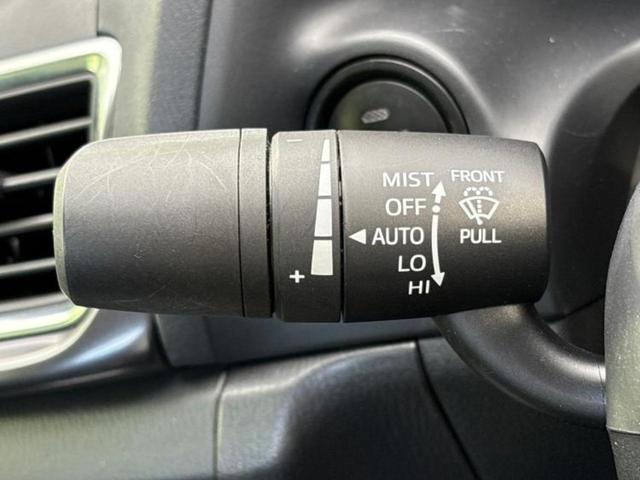 MIST FRONT
OFF
AUTO PULL
LO
HI
− 
+